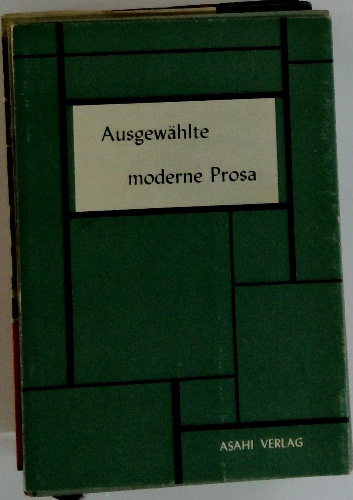 Ausgewählte
moderne Prosa
ASAHI VERLAG